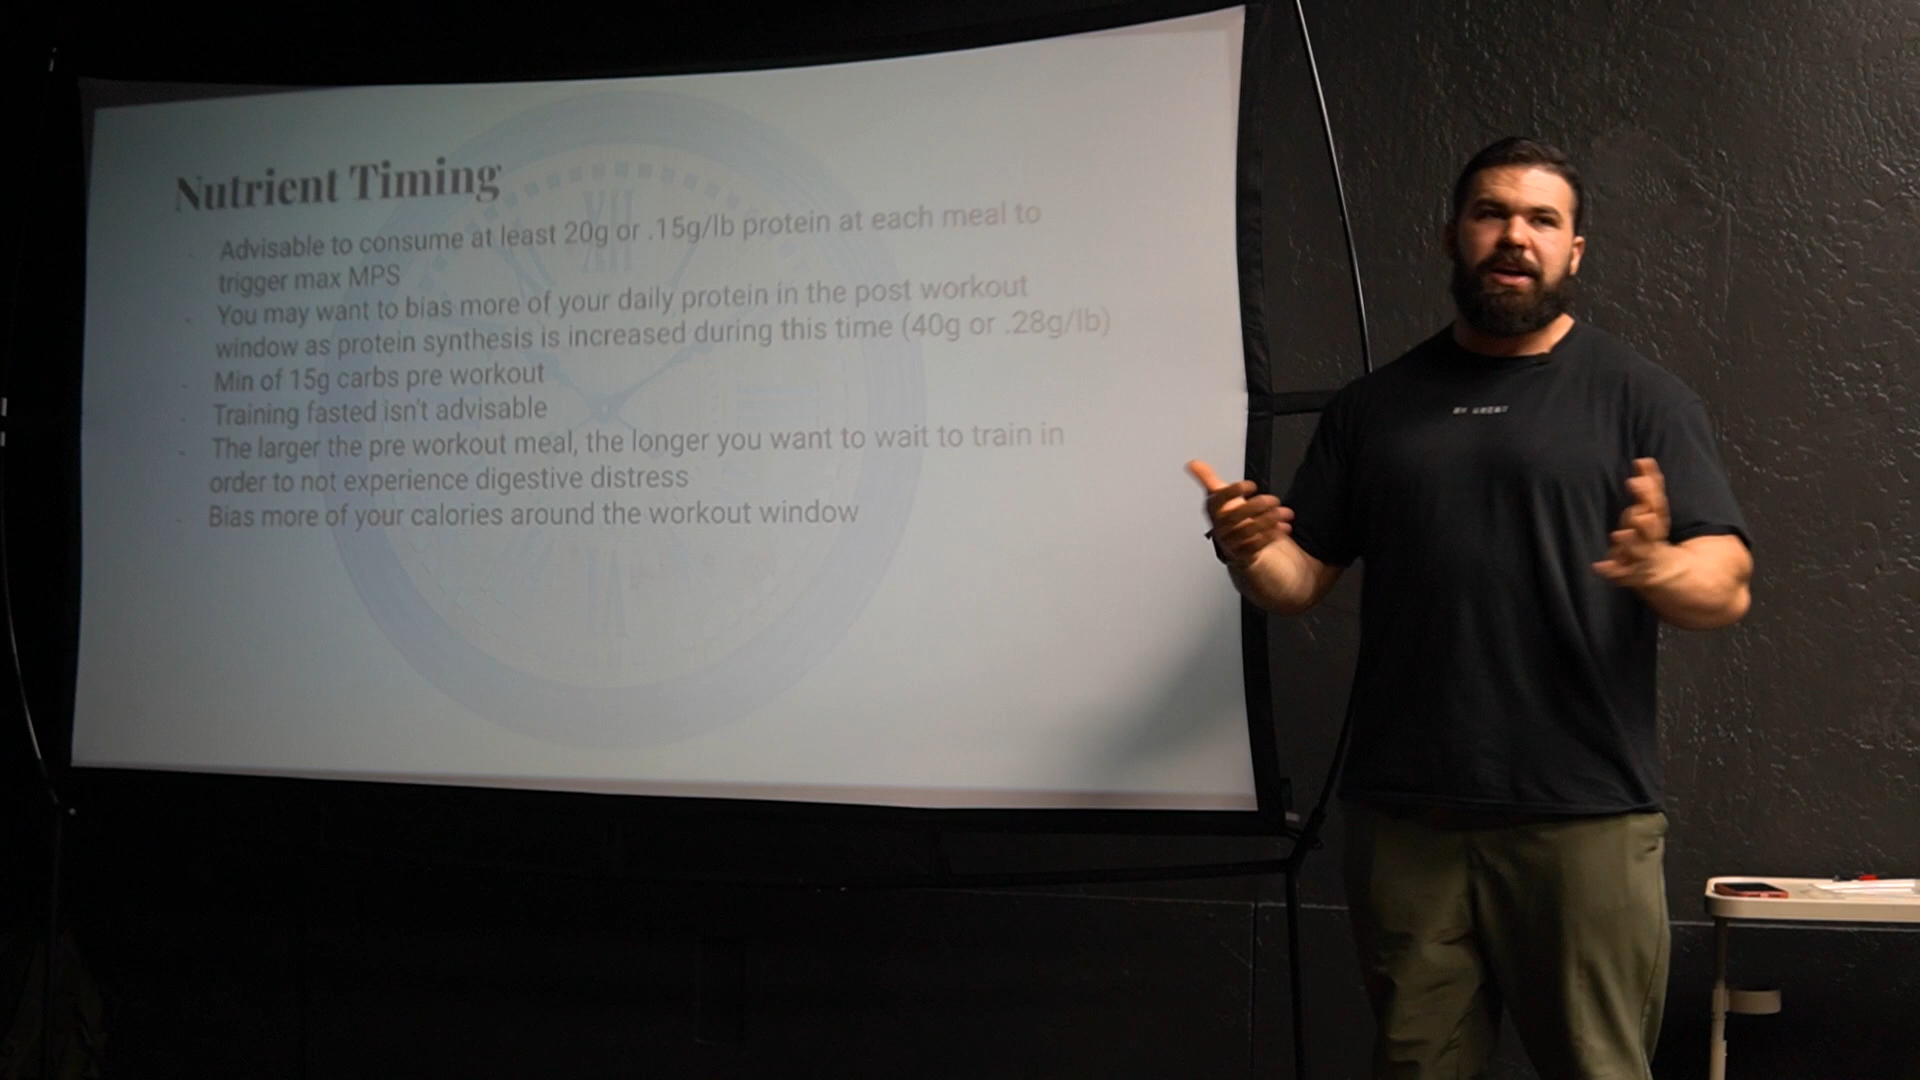 Nutrient Timing
- Advisable to consume at least 20g or .15g/lb protein at each meal to
trigger max MPS
- You may want to bias more of your daily protein in the post workout
window as protein synthesis is increased during this time (40g or .28g/lb)
- Min of 15g carbs pre workout
- Training fasted isn't advisable
- The larger the pre workout meal, the longer you want to wait to train in
order to not experience digestive distress
- Bias more of your calories around the workout window